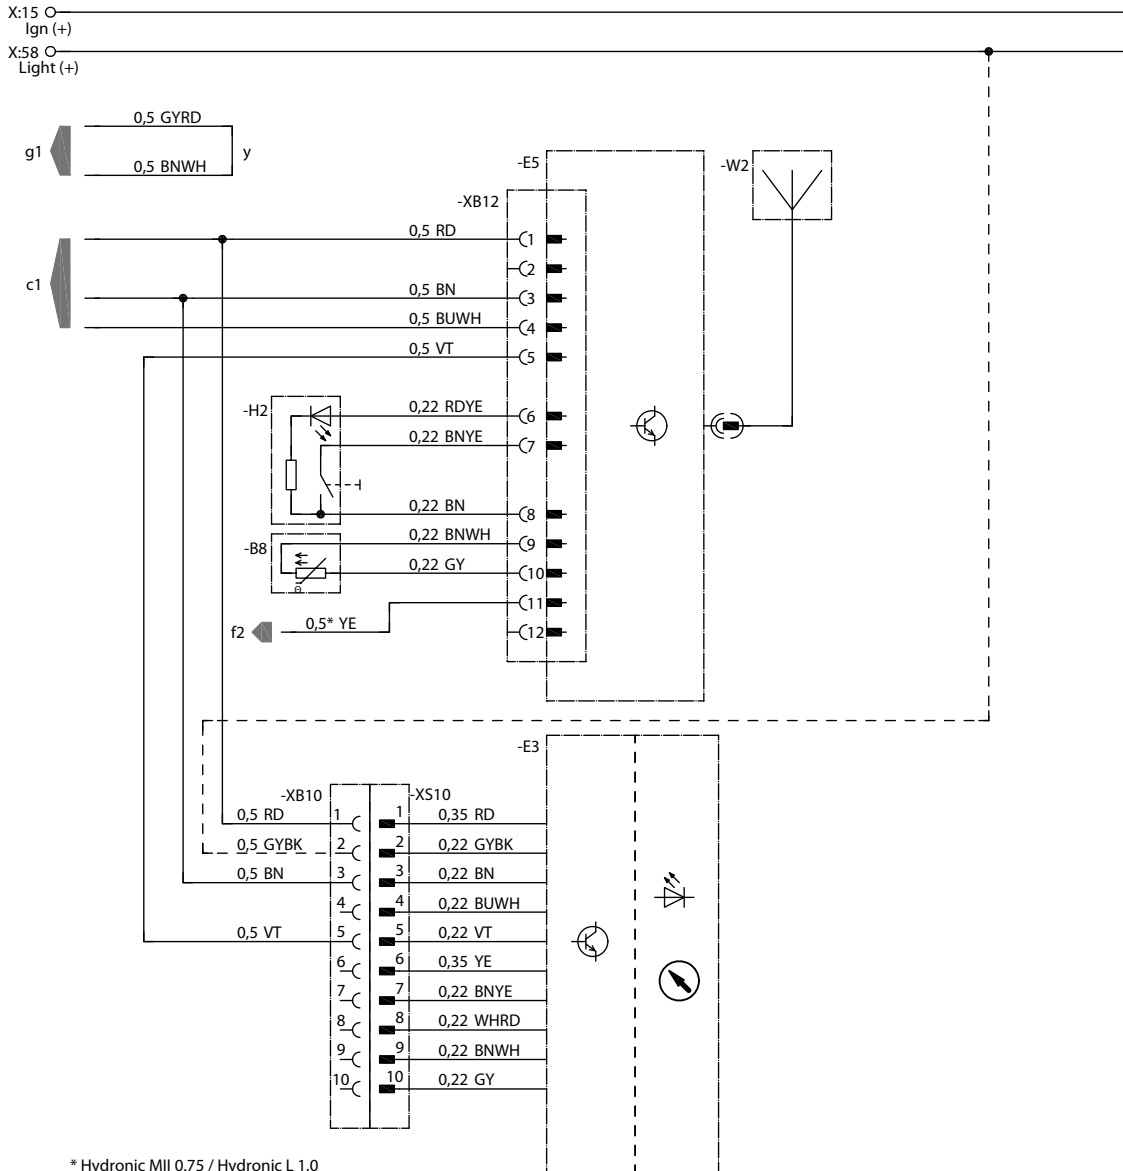 X:15
Ign (+)
X:58
Light (+)
0,5 GYRD
g1
y
0,5 BNWH
-E5
-W2
-XB12
c1
0,5 RD
1
2
0,5 BN
3
0,5 BUWH
4
0,5 VT
5
-H2
0,22 RDYE
6
0,22 BNYE
7
0,22 BN
8
-B8
0,22 BNWH
9
0,22 GY
10
ϴ
11
f2
0,5* YE
12
-E3
-XB10
-XS10
0,5 RD
1
1
0,35 RD
0,5 GYBK
2
2
0,22 GYBK
0,5 BN
3
3
0,22 BN
4
4
0,22 BUWH
0,5 VT
5
5
0,22 VT
6
6
0,35 YE
7
7
0,22 BNYE
8
8
0,22 WHRD
9
9
0,22 BNWH
10
10
0,22 GY
* Hydronic MII 0,75 / Hydronic L 1,0